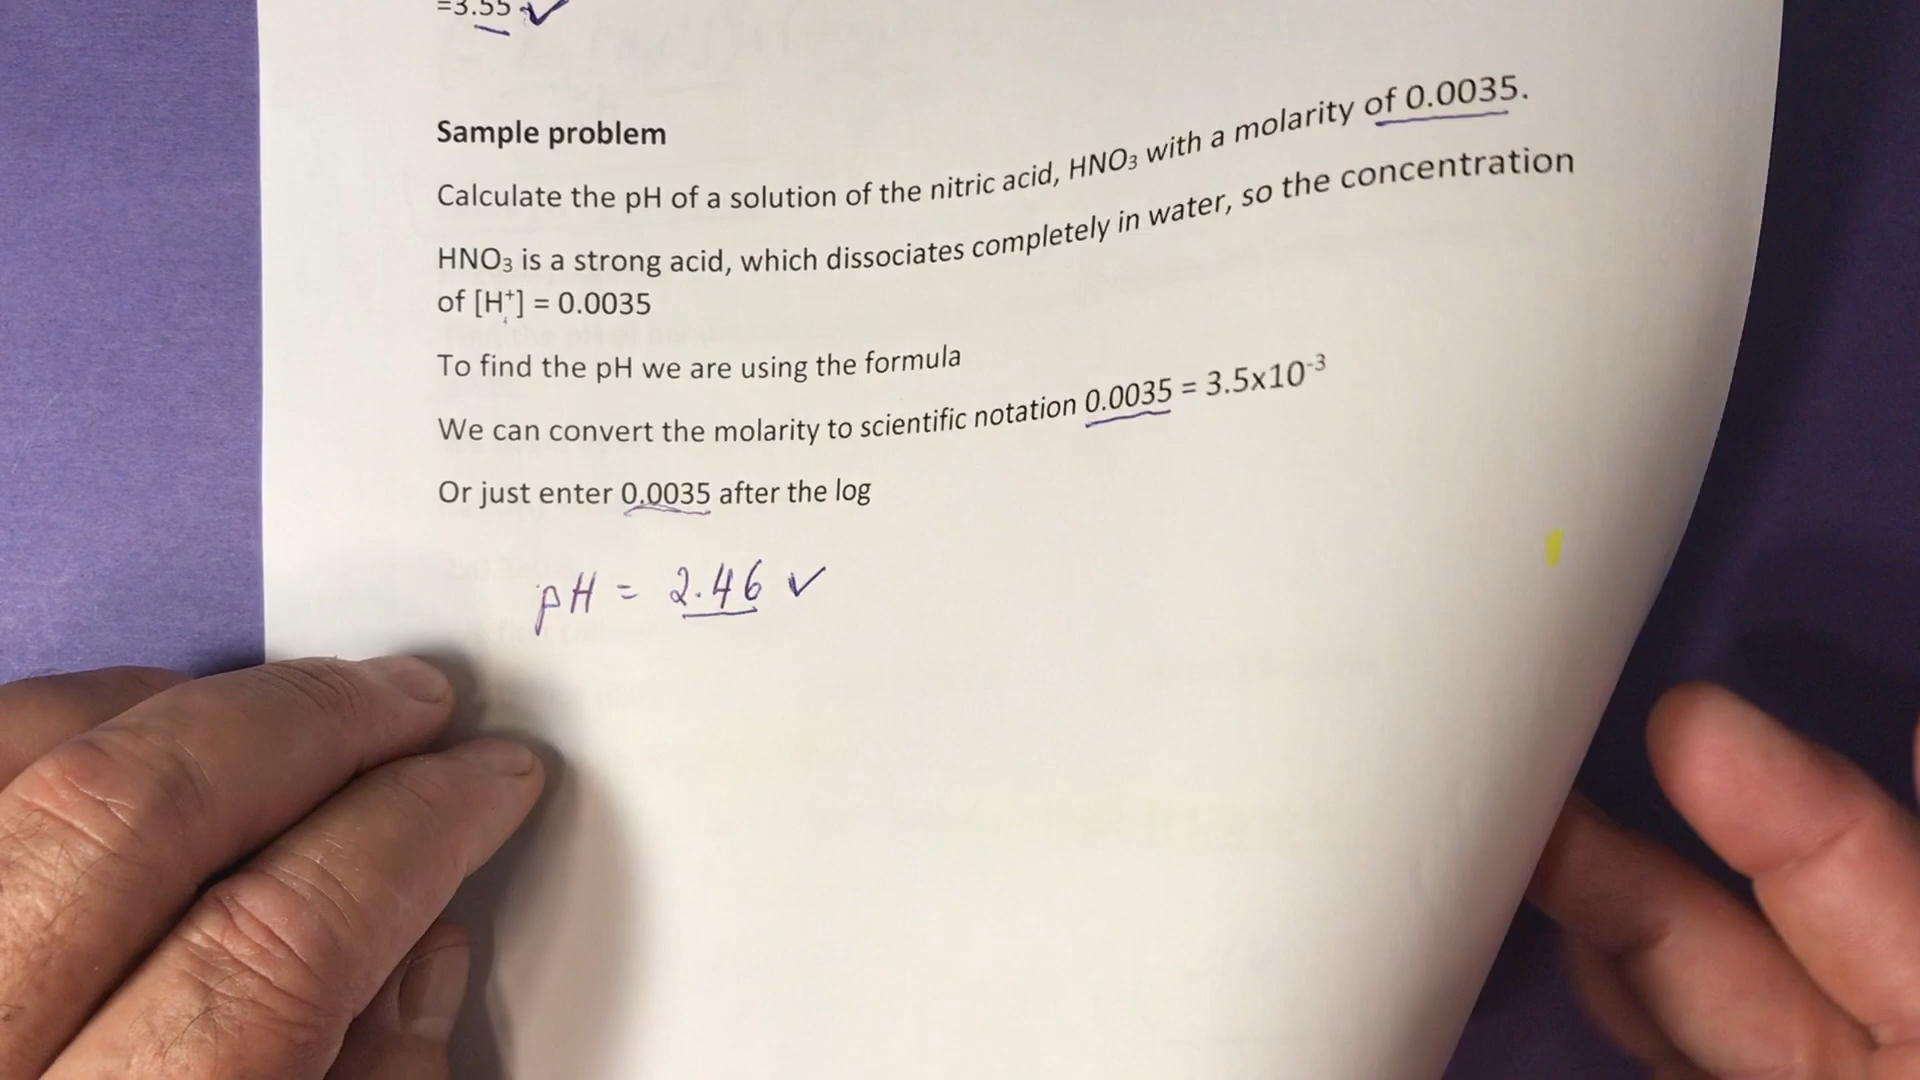 =3.55 ✓
Sample problem
Calculate the pH of a solution of the nitric acid, HNO₃ with a molarity of 0.0035.
HNO₃ is a strong acid, which dissociates completely in water, so the concentration
of [H⁺] = 0.0035
To find the pH we are using the formula
We can convert the molarity to scientific notation 0.0035 = 3.5x10⁻³
Or just enter 0.0035 after the log
pH = 2.46 ✓